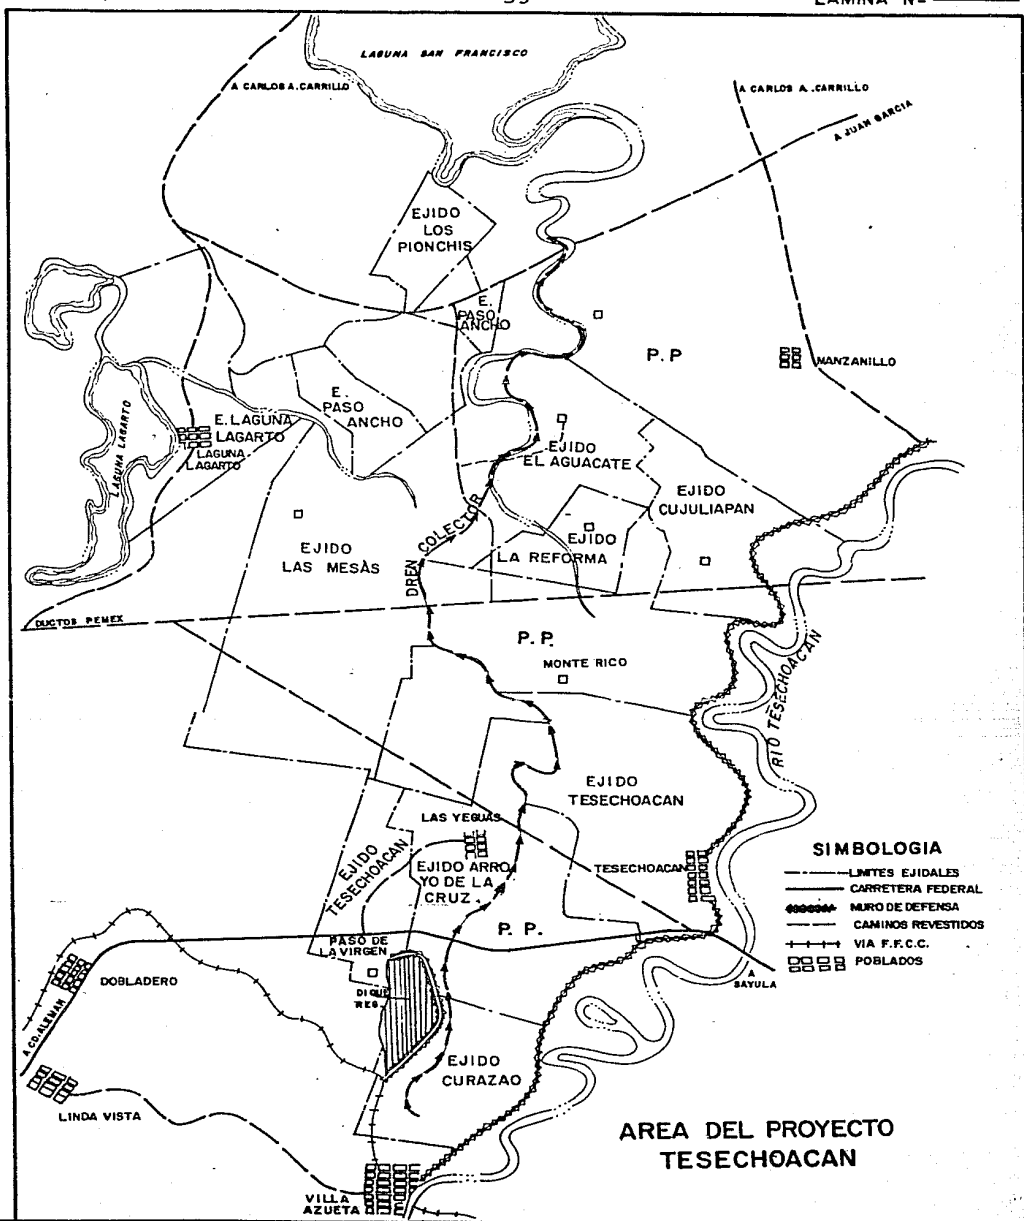 LAMINA Nº
LAGUNA SAN FRANCISCO
A CARLOS A. CARRILLO
A CARLOS A. CARRILLO
A JUAN GARCIA
EJIDO
LOS
PIONCHIS
E.
PASO
ANCHO
P. P
MANZANILLO
E.
PASO
ANCHO
E. LAGUNA
LAGARTO
LAGUNA
LAGARTO
LAGUNA LAGARTO
EJIDO
EL AGUACATE
EJIDO
CUJULIAPAN
EJIDO
LAS MESAS
DREN COLECTOR
EJIDO
LA REFORMA
DUCTOS PEMEX
P. P.
MONTE RICO
RIO TESECHOACAN
EJIDO
TESECHOACAN
LAS YEGUAS
EJIDO
TESECHOACAN
EJIDO ARRO
YO DE LA
CRUZ.
TESECHOACAN
SIMBOLOGIA
LIMITES EJIDALES
CARRETERA FEDERAL
MURO DE DEFENSA
CAMINOS REVESTIDOS
VIA F.F.C.C.
POBLADOS
P. P.
PASO DE
LA VIRGEN
DOBLADERO
DIQUE
A SAYULA
A CD. ALEMAN
EJIDO
CURAZAO
LINDA VISTA
AREA DEL PROYECTO
TESECHOACAN
VILLA
AZUETA